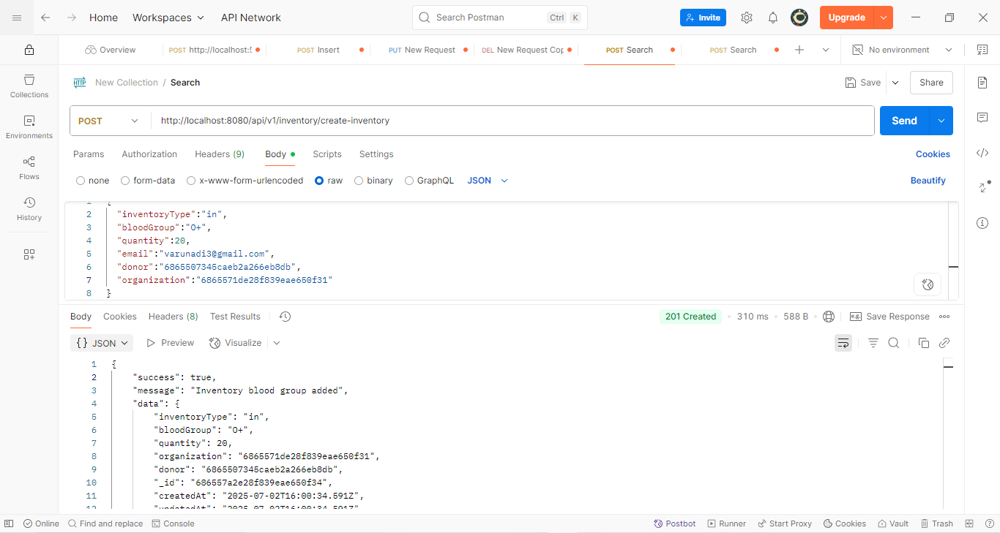 Home Workspaces API Network Search Postman Ctrl K Invite Upgrade
Overview POST http://localhost:5 POST Insert PUT New Request DEL New Request Cop POST Search POST Search No environment
HTTP New Collection / Search Save Share
Collections
Environments
Flows
History
POST http://localhost:8080/api/v1/inventory/create-inventory Send
Params Authorization Headers (9) Body Scripts Settings Cookies
none form-data x-www-form-urlencoded raw binary GraphQL JSON Beautify
1 {
2 "inventoryType":"in",
3 "bloodGroup":"O+",
4 "quantity":20,
5 "email":"varunadi3@gmail.com",
6 "donor":"6865507345caeb2a266eb8db",
7 "organization":"6865571de28f839eae650f31"
8 }
Body Cookies Headers (8) Test Results 201 Created 310 ms 588 B e.g. Save Response
{} JSON Preview Visualize
1 {
2 "success": true,
3 "message": "Inventory blood group added",
4 "data": {
5 "inventoryType": "in",
6 "bloodGroup": "O+",
7 "quantity": 20,
8 "organization": "6865571de28f839eae650f31",
9 "donor": "6865507345caeb2a266eb8db",
10 "_id": "686557a2e28f839eae650f34",
11 "createdAt": "2025-07-02T16:00:34.591Z",
12 "updatedAt": "2025-07-02T16:00:34.591Z"
Online Find and replace Console Postbot Runner Start Proxy Cookies Vault Trash